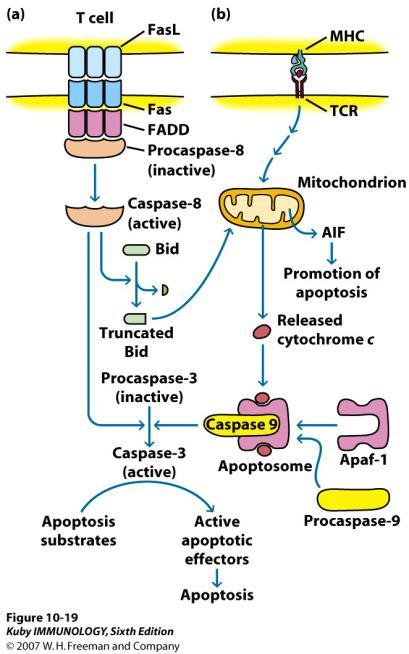 (a)
T cell
FasL
Fas
FADD
Procaspase-8
(inactive)
Caspase-8
(active)
Bid
Truncated
Bid
Procaspase-3
(inactive)
Caspase-3
(active)
Apoptosis
substrates
Active
apoptotic
effectors
Apoptosis
(b)
MHC
TCR
Mitochondrion
AIF
Promotion of
apoptosis
Released
cytochrome c
Caspase 9
Apoptosome
Apaf-1
Procaspase-9
Figure 10-19
Kuby IMMUNOLOGY, Sixth Edition
© 2007 W. H. Freeman and Company